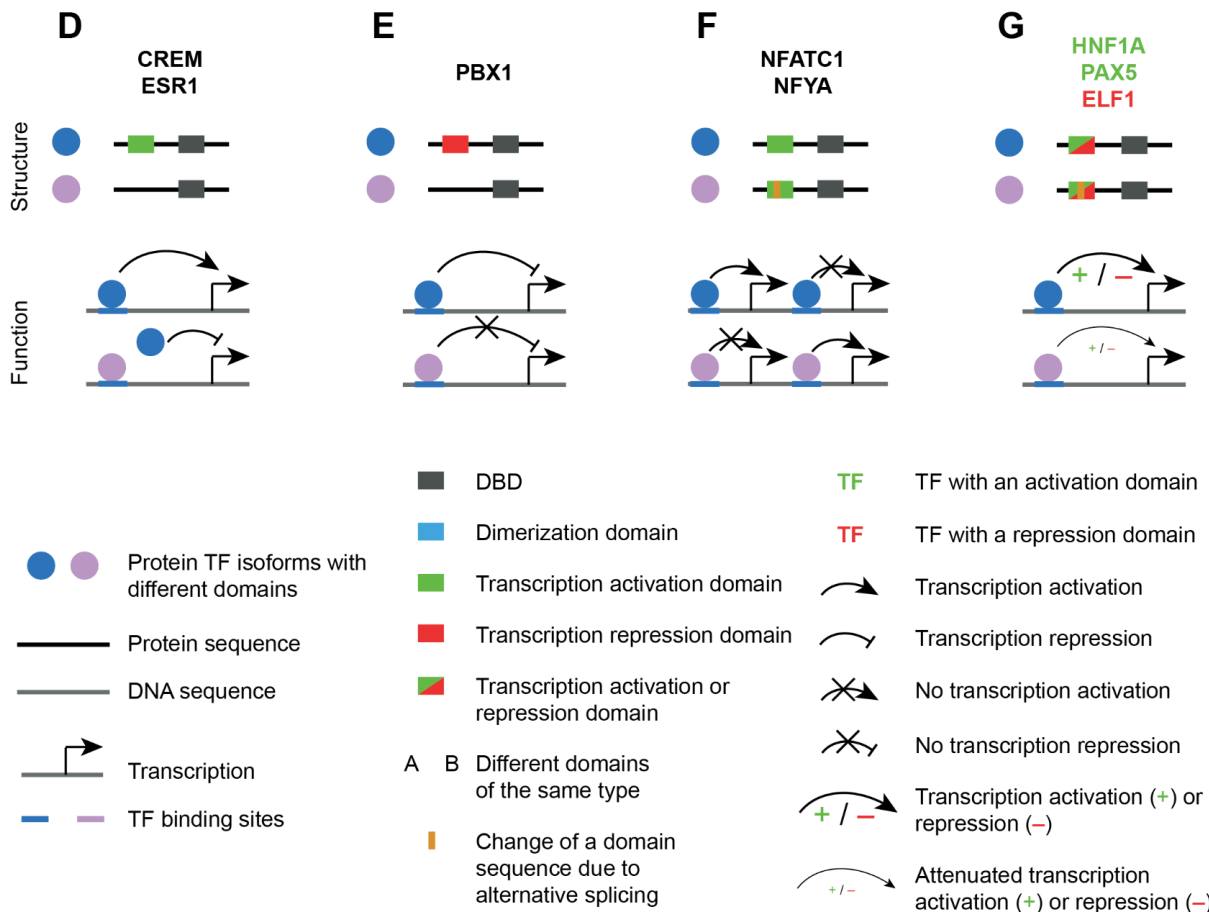 D
E
F
G
CREM
ESR1
PBX1
NFATC1
NFYA
HNF1A
PAX5
ELF1
Structure
Function
+ / −
+ / −
Protein TF isoforms with
different domains
Protein sequence
DNA sequence
Transcription
TF binding sites
DBD
Dimerization domain
Transcription activation domain
Transcription repression domain
Transcription activation or
repression domain
A B Different domains
of the same type
Change of a domain
sequence due to
alternative splicing
TF TF with an activation domain
TF TF with a repression domain
Transcription activation
Transcription repression
No transcription activation
No transcription repression
+ / − Transcription activation (+) or
repression (−)
+ / − Attenuated transcription
activation (+) or repression (−)